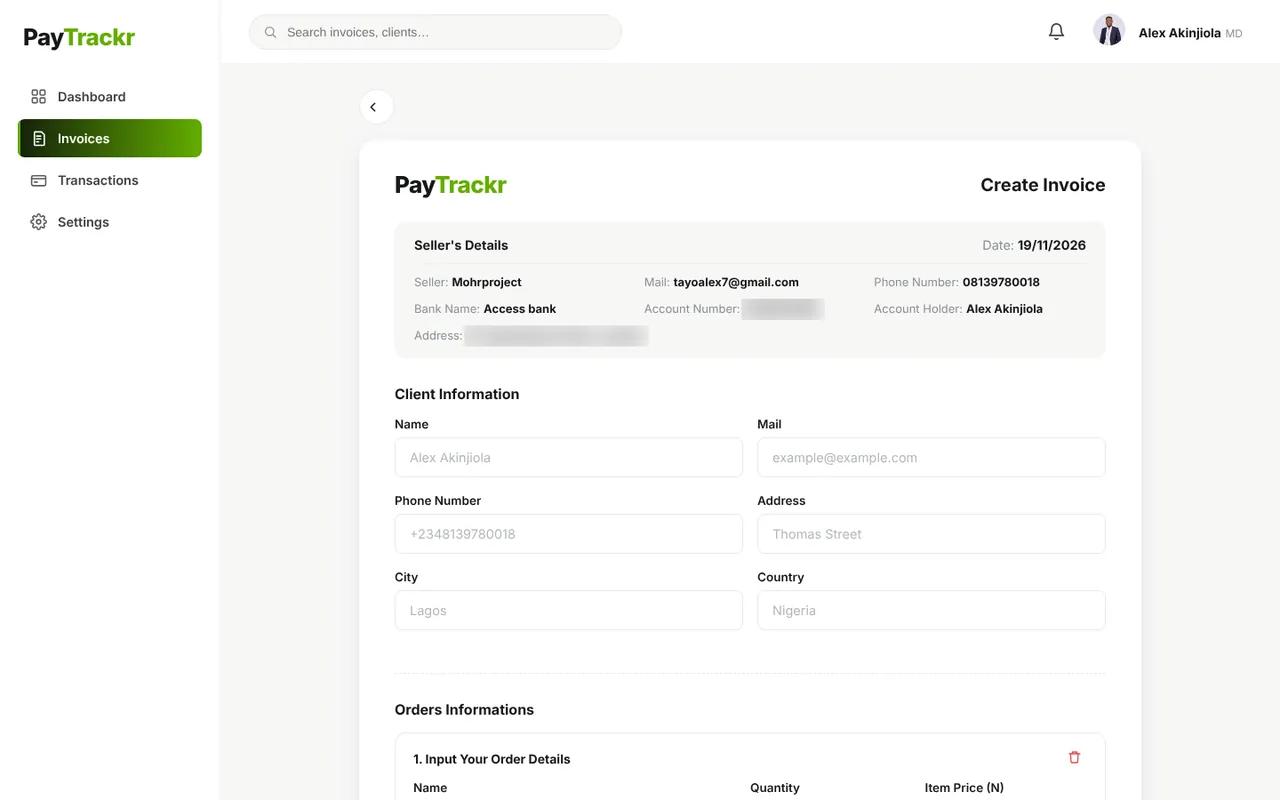 PayTrackr
Search invoices, clients…
Alex Akinjiola MD
Dashboard
Invoices
Transactions
Settings
PayTrackr
Create Invoice
Seller's Details
Date: 19/11/2026
Seller: Mohrproject
Mail: tayoalex7@gmail.com
Phone Number: 08139780018
Bank Name: Access bank
Account Number:
Account Holder: Alex Akinjiola
Address:
Client Information
Name
Mail
Alex Akinjiola
example@example.com
Phone Number
Address
+2348139780018
Thomas Street
City
Country
Lagos
Nigeria
Orders Informations
1. Input Your Order Details
Name
Quantity
Item Price (N)